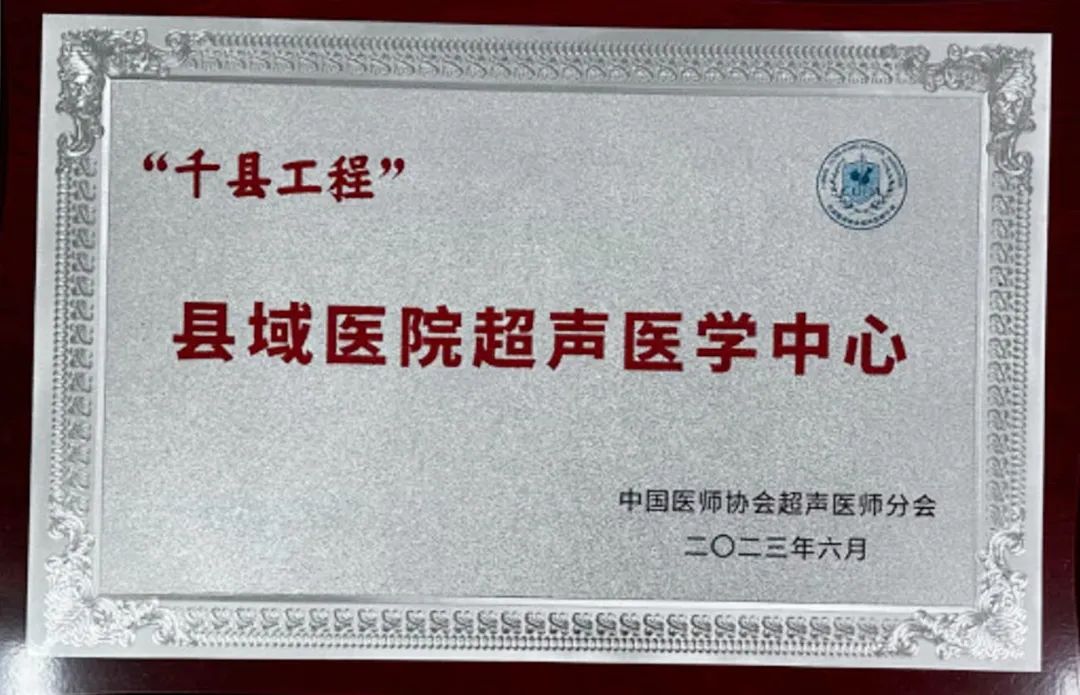 “千县工程”
县域医院超声医学中心
中国医师协会超声医师分会
二〇二三年六月